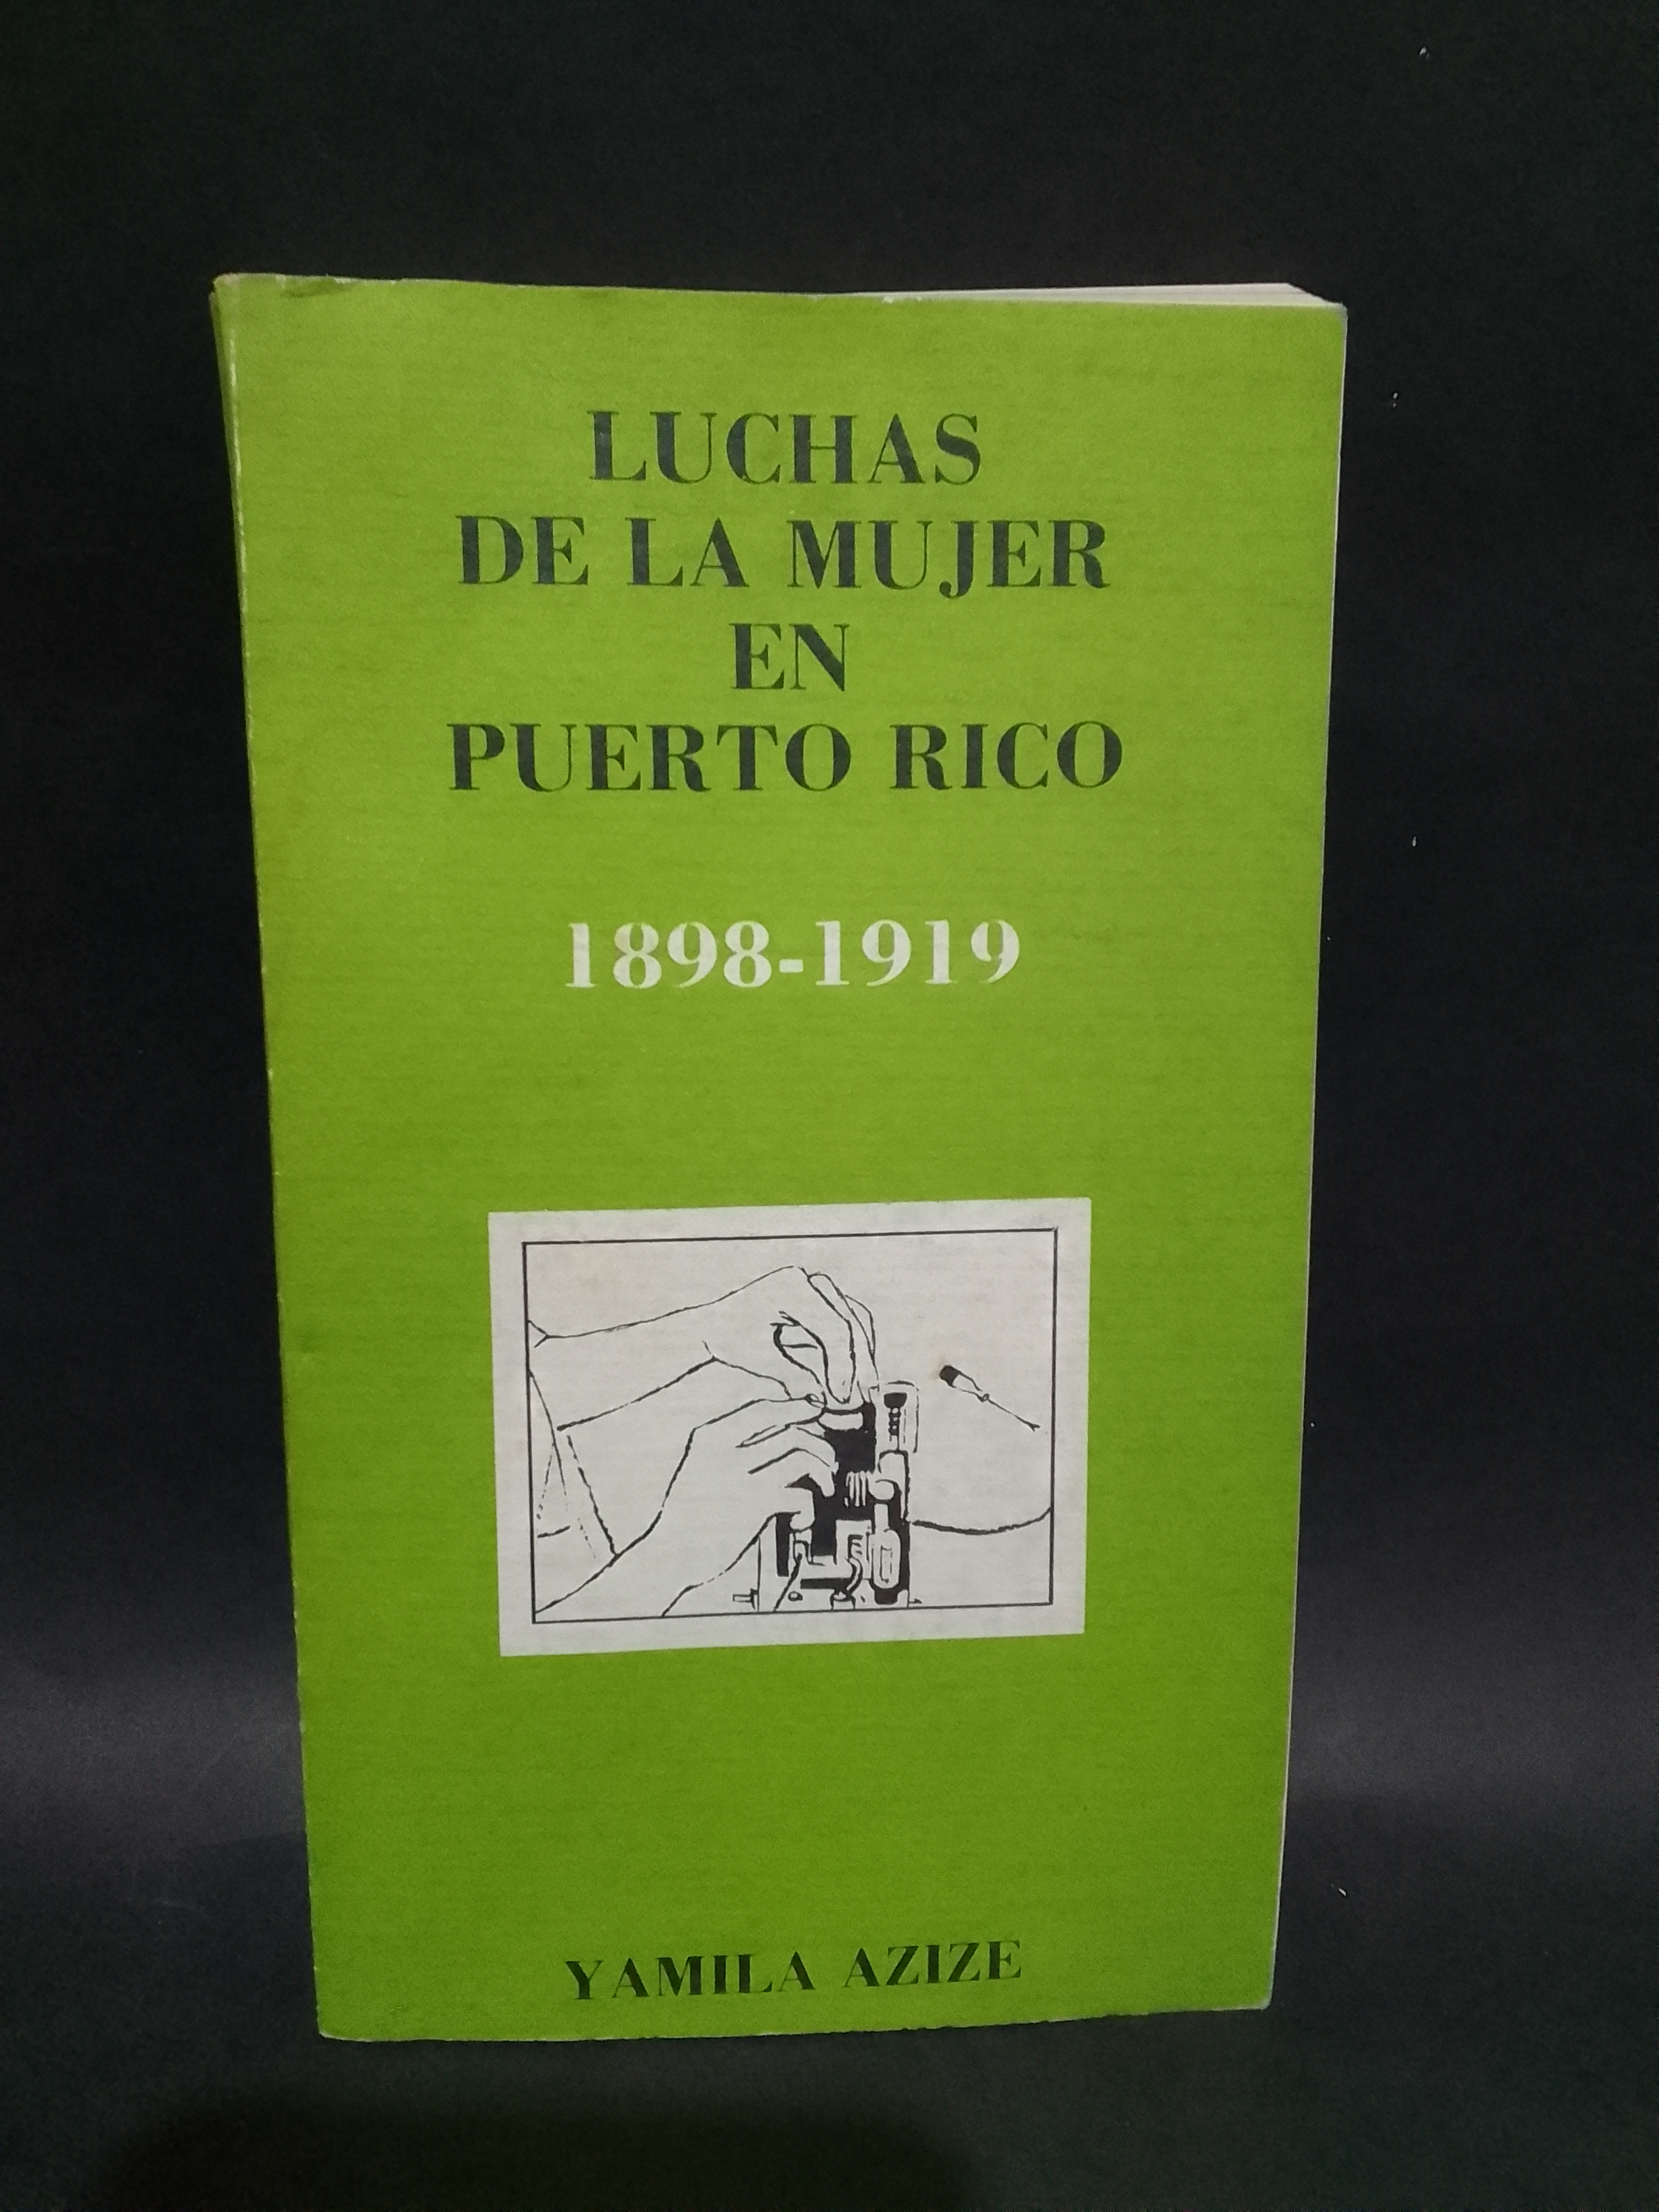 LUCHAS
DE LA MUJER
EN
PUERTO RICO
1898-1919
YAMILA AZIZE